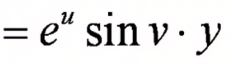 = e^u sin v · y